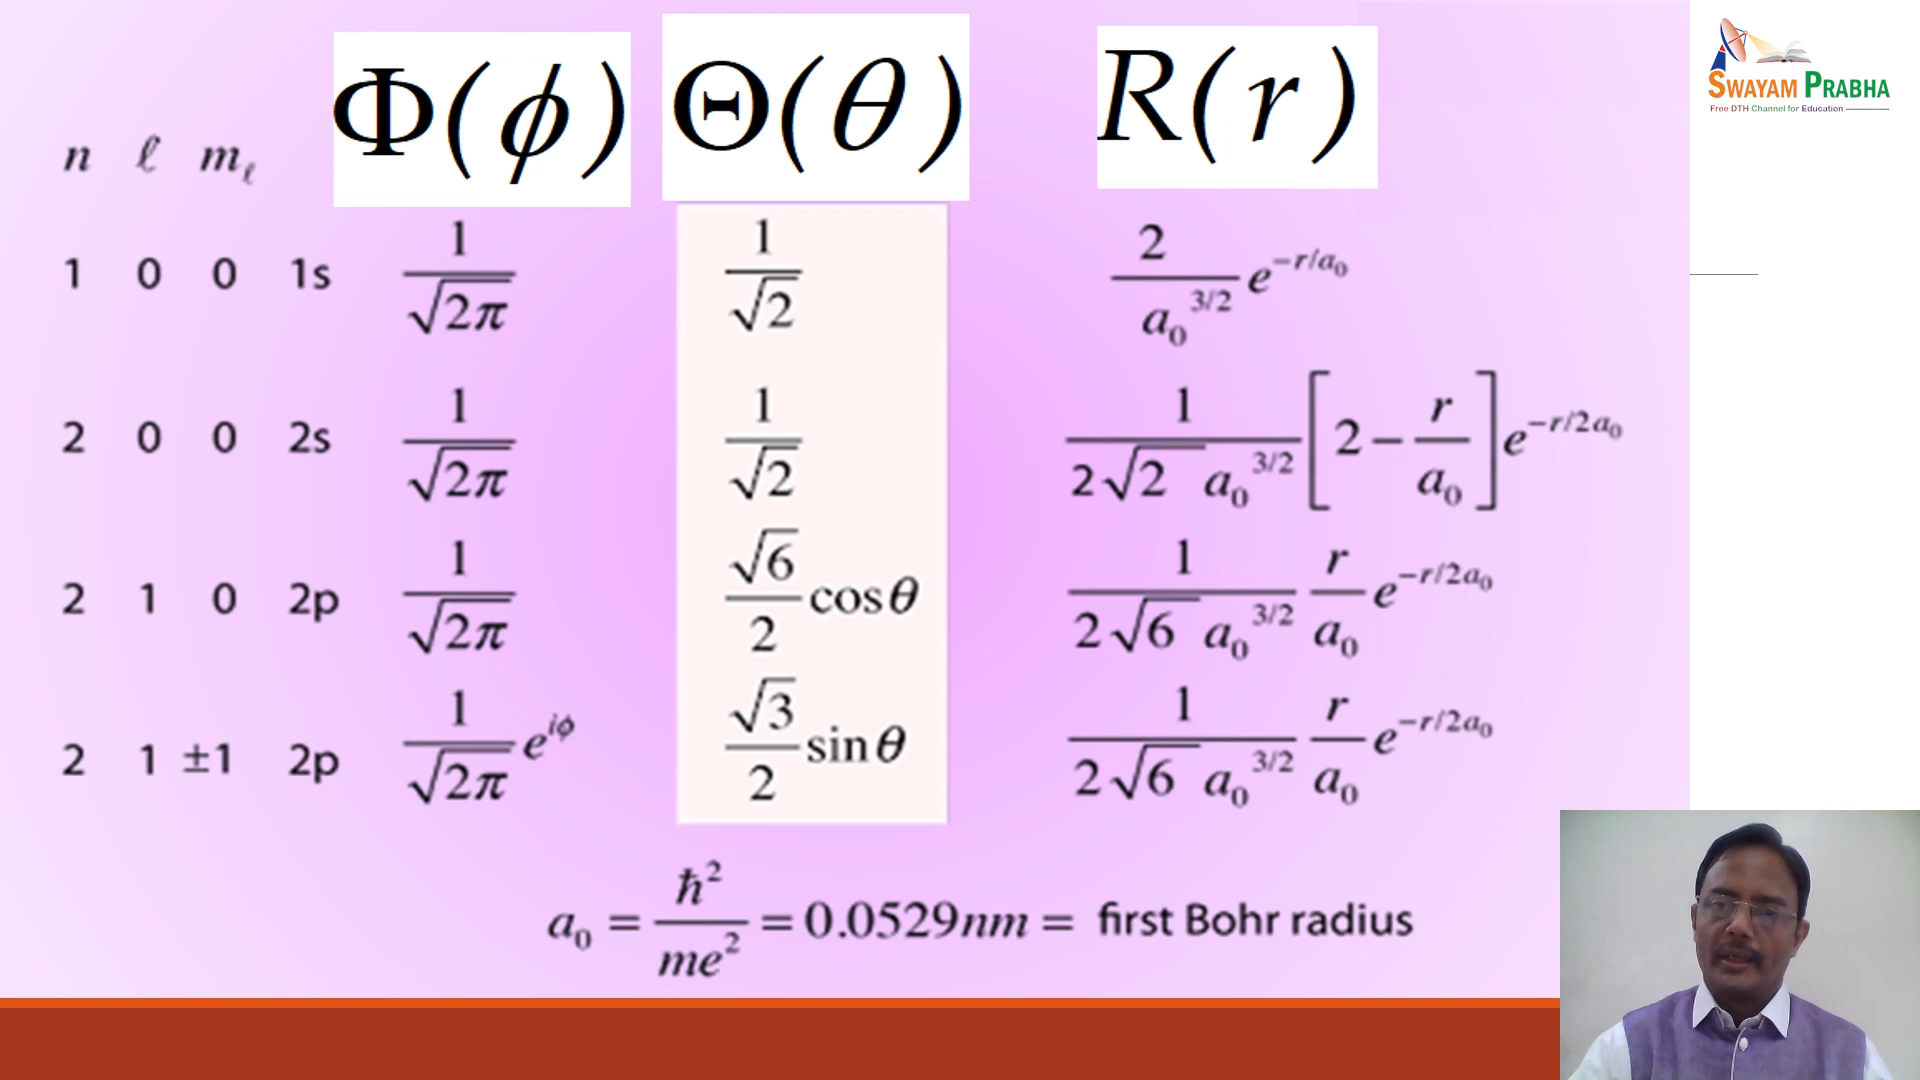 SWAYAM PRABHA
Free DTH Channel for Education
n ℓ m_ℓ Φ(ϕ) Θ(θ) R(r)
1 0 0 1s 1/√2π 1/√2 2/a₀^3/2 e^−r/a₀
2 0 0 2s 1/√2π 1/√2 1/2√2 a₀^3/2 [2 − r/a₀] e^−r/2a₀
2 1 0 2p 1/√2π √6/2 cosθ 1/2√6 a₀^3/2 r/a₀ e^−r/2a₀
2 1 ±1 2p 1/√2π e^iϕ √3/2 sinθ 1/2√6 a₀^3/2 r/a₀ e^−r/2a₀
a₀ = ℏ²/me² = 0.0529nm = first Bohr radius